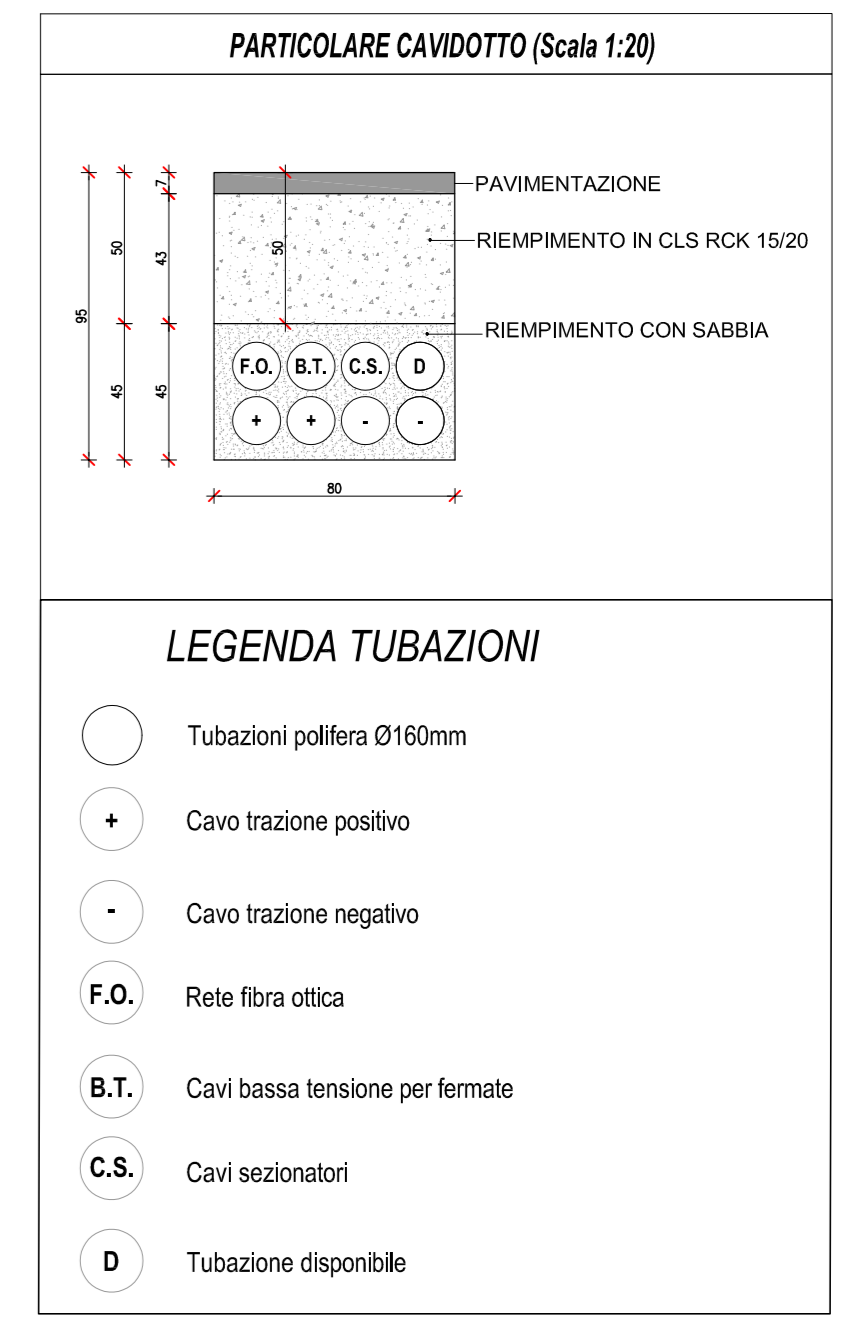 PARTICOLARE CAVIDOTTO (Scala 1:20)
7
PAVIMENTAZIONE
50
43
50
RIEMPIMENTO IN CLS RCK 15/20
95
RIEMPIMENTO CON SABBIA
F.O. B.T. C.S. D
45
45
+ + - -
80
LEGENDA TUBAZIONI
Tubazioni polifera Ø160mm
+ Cavo trazione positivo
- Cavo trazione negativo
F.O. Rete fibra ottica
B.T. Cavi bassa tensione per fermate
C.S. Cavi sezionatori
D Tubazione disponibile